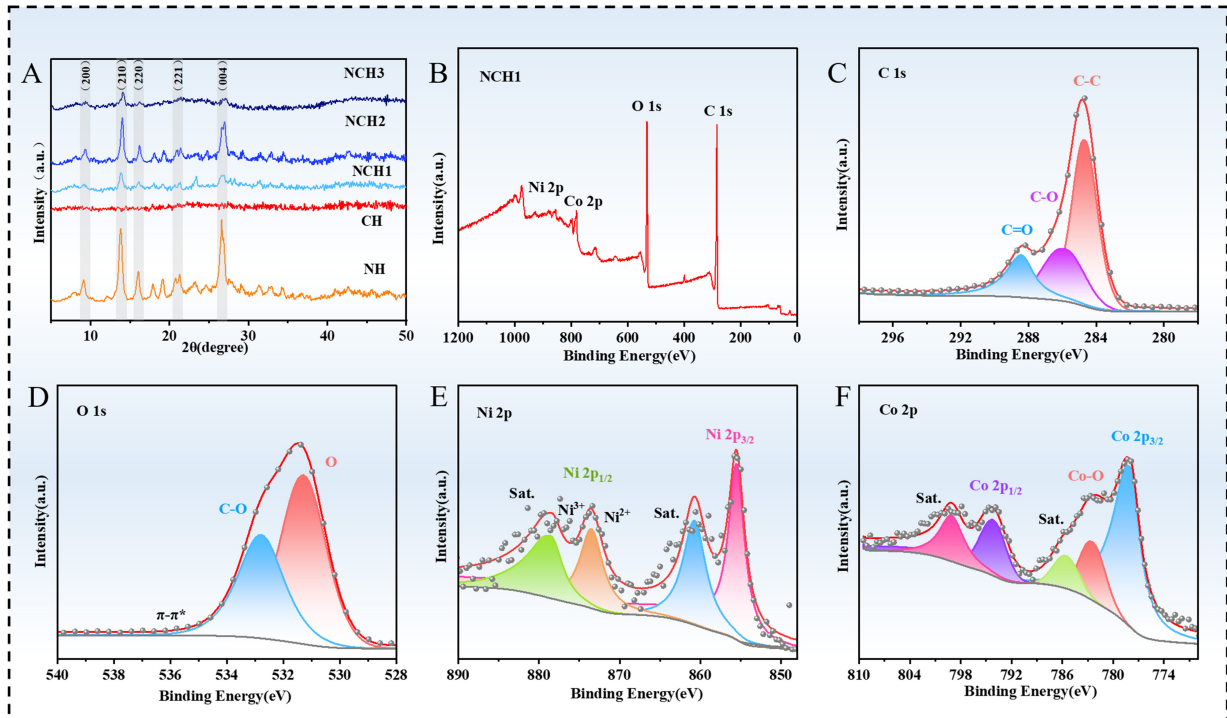 A
(200)
(210)
(220)
(221)
(004)
NCH3
NCH2
NCH1
CH
NH
Intensity (a.u.)
10 20 30 40 50
2θ(degree)
B
NCH1
O 1s
C 1s
Ni 2p
Co 2p
Intensity(a.u.)
1200 1000 800 600 400 200 0
Binding Energy(eV)
C
C 1s
C-C
C-O
C=O
Intensity(a.u.)
296 292 288 284 280
Binding Energy(eV)
D
O 1s
O
C-O
π-π*
Intensity(a.u.)
540 538 536 534 532 530 528
Binding Energy(eV)
E
Ni 2p
Ni 2p3/2
Ni 2p1/2
Sat.
Ni3+
Ni2+
Sat.
Intensity(a.u.)
890 880 870 860 850
Binding Energy(eV)
F
Co 2p
Co 2p3/2
Co-O
Co 2p1/2
Sat.
Sat.
Intensity(a.u.)
810 804 798 792 786 780 774
Binding Energy(eV)